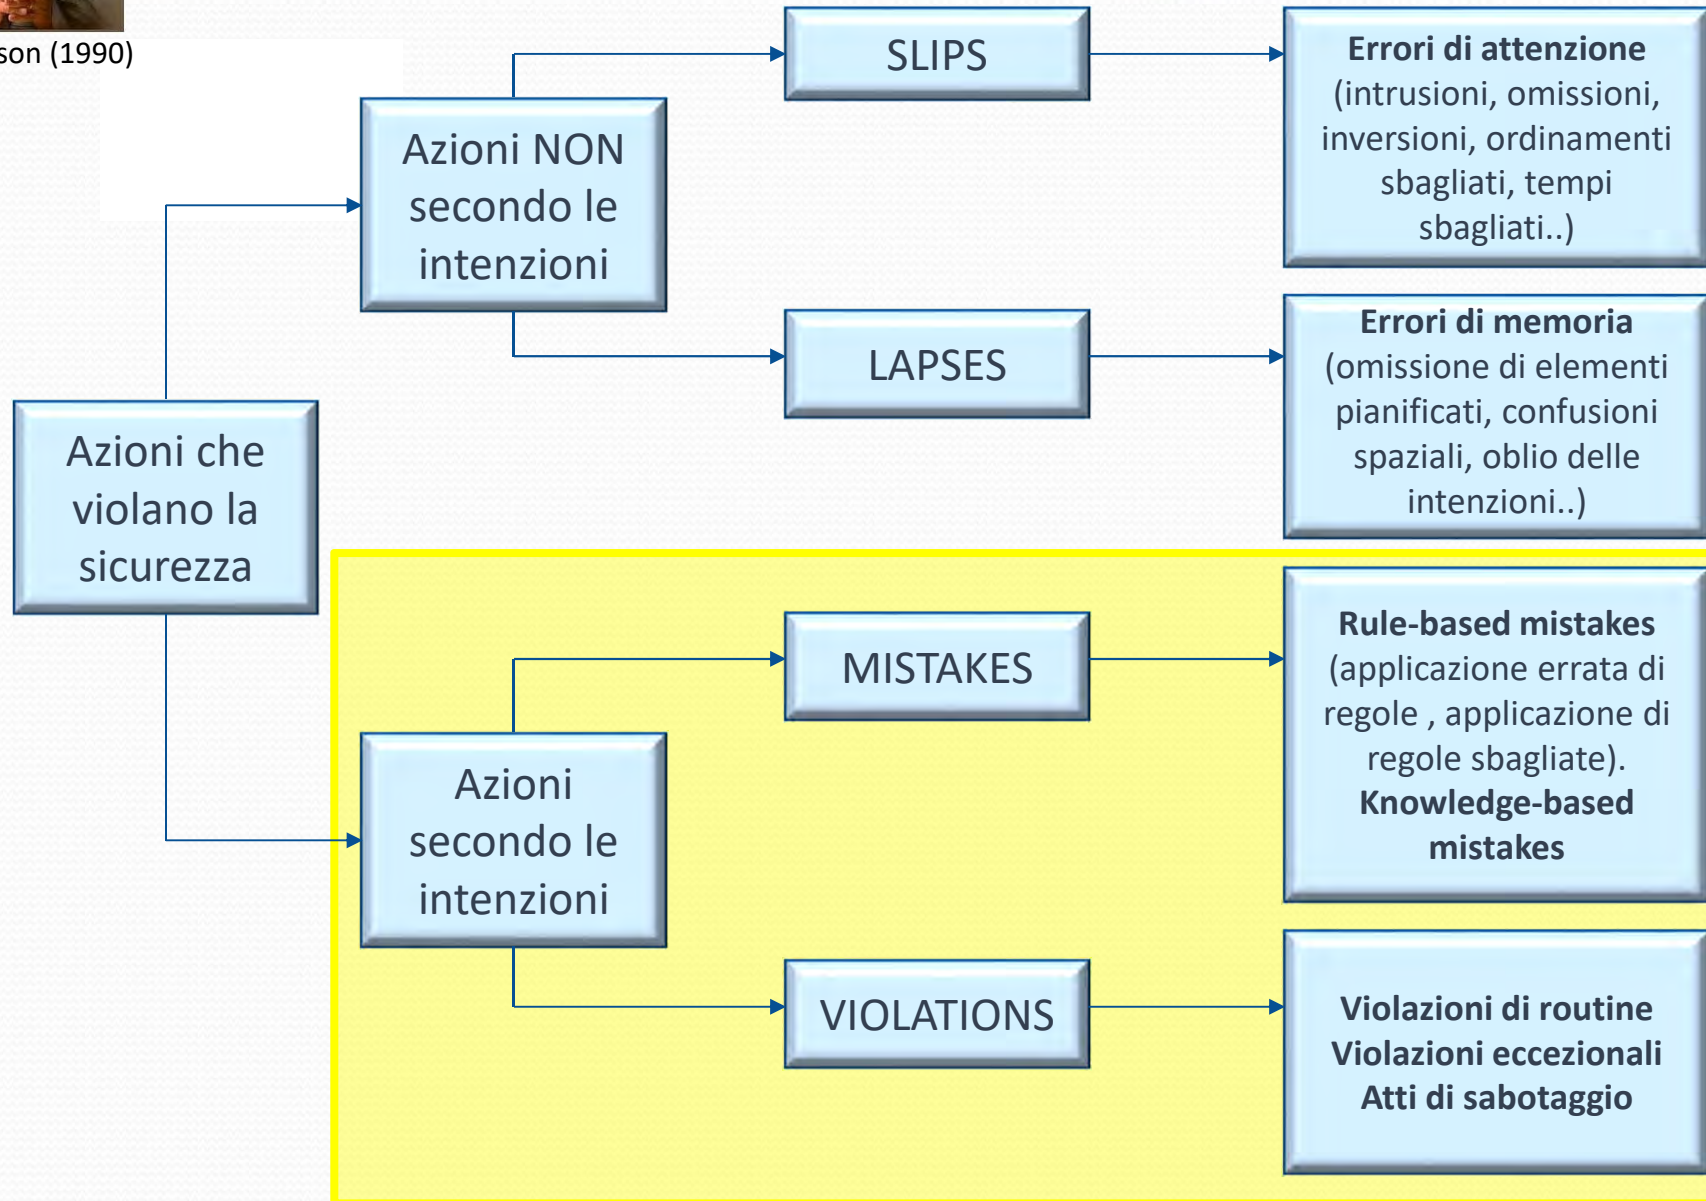 son (1990)
Azioni che
violano la
sicurezza
Azioni NON
secondo le
intenzioni
SLIPS
Errori di attenzione
(intrusioni, omissioni,
inversioni, ordinamenti
sbagliati, tempi
sbagliati..)
LAPSES
Errori di memoria
(omissione di elementi
pianificati, confusioni
spaziali, oblio delle
intenzioni..)
Azioni
secondo le
intenzioni
MISTAKES
Rule-based mistakes
(applicazione errata di
regole , applicazione di
regole sbagliate).
Knowledge-based
mistakes
VIOLATIONS
Violazioni di routine
Violazioni eccezionali
Atti di sabotaggio